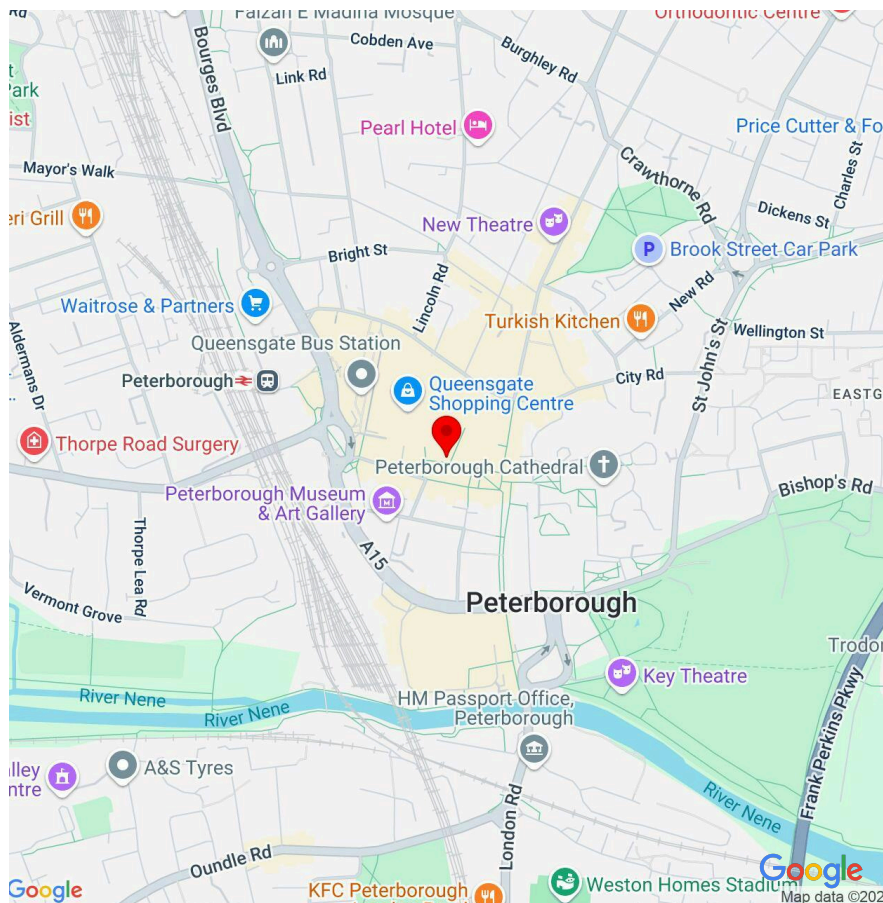 Rd
Faizan E Madina Mosque
Orthodontic Centre
Cobden Ave
Burghley Rd
Bourges Blvd
Link Rd
Park
ist
Pearl Hotel
Price Cutter & Fo
Charles St
Crawthorne Rd
Mayor's Walk
eri Grill
New Theatre
Dickens St
Bright St
Brook Street Car Park
Lincoln Rd
New Rd
Waitrose & Partners
Turkish Kitchen
Wellington St
Queensgate Bus Station
Aldermans Dr
St John's St
Peterborough
Queensgate
Shopping Centre
City Rd
EASTG
Thorpe Road Surgery
Peterborough Cathedral
Peterborough Museum
& Art Gallery
Bishop's Rd
Thorpe Lea Rd
A15
Vermont Grove
Peterborough
Trodor
Key Theatre
River Nene
River Nene
HM Passport Office,
Peterborough
Frank Perkins Pkwy
A&S Tyres
lley
ntre
River Nene
London Rd
Oundle Rd
Google
Google
KFC Peterborough
Weston Homes Stadium
Map data ©202